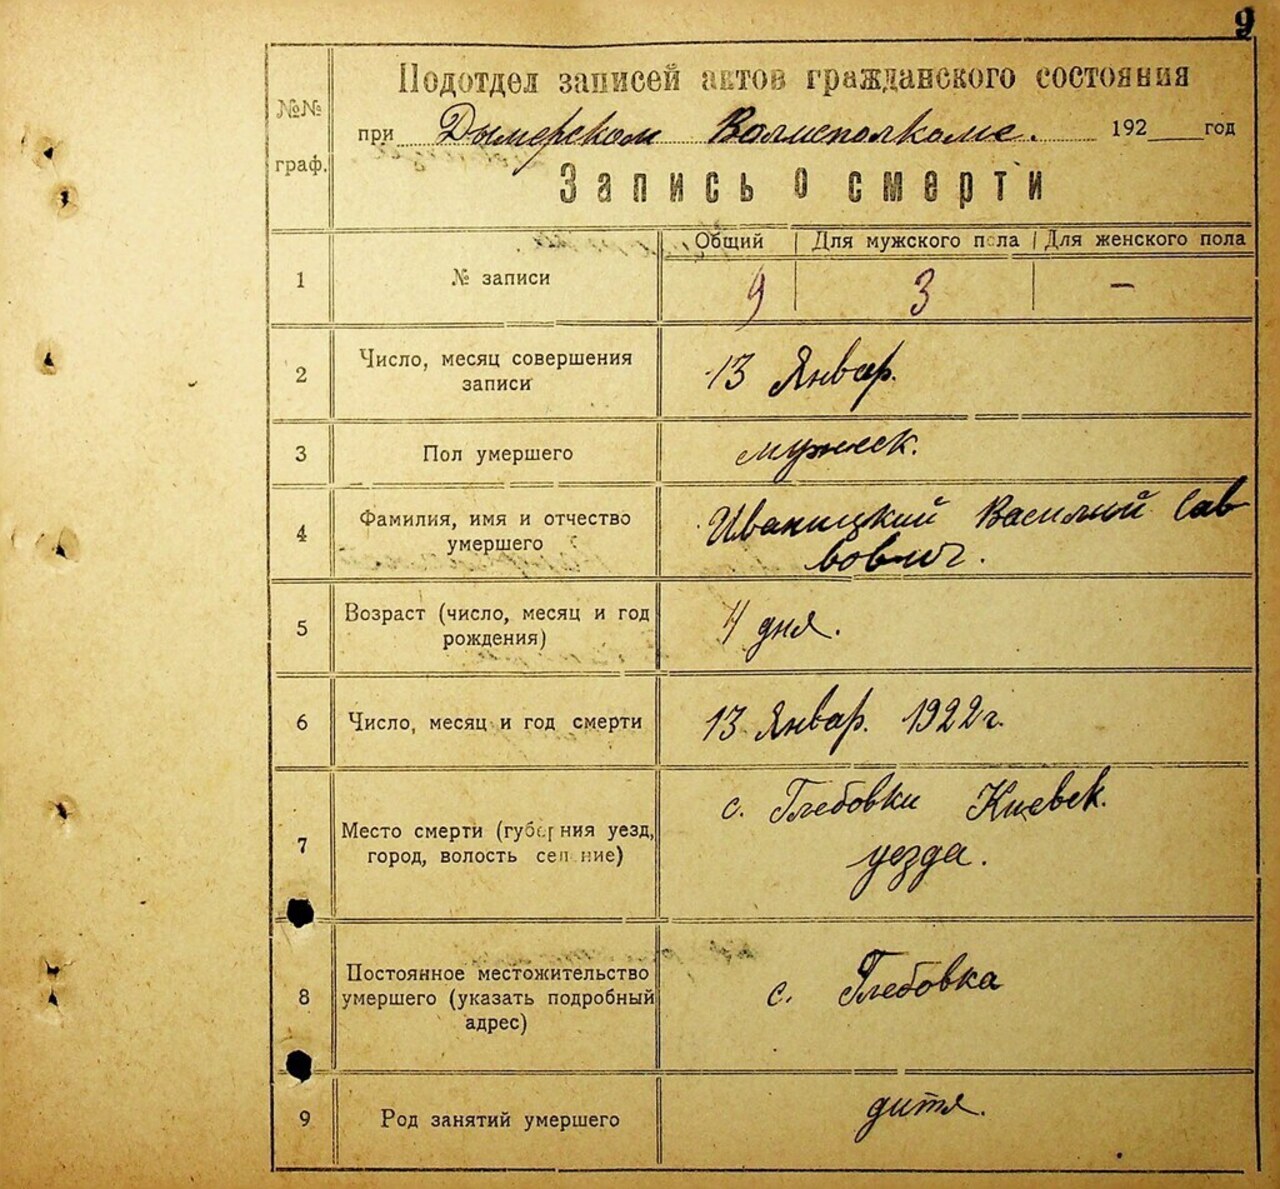 9
Подотдел записей актов гражданского состояния
при Дымерском Волисполкоме. 192 год
№№ граф.
Запись о смерти
Общий Для мужского пола Для женского пола
1 № записи 9 3 —
2 Число, месяц совершения
записи
13 Январ.
3 Пол умершего мужеск.
4 Фамилия, имя и отчество
умершего
Иваницкий Василий Сав
вович.
5 Возраст (число, месяц и год
рождения)
4 дня.
6 Число, месяц и год смерти 13 Январ. 1922 г.
7 Место смерти (губерния уезд,
город, волость селение)
с. Глебовки Киевск.
уезда.
8 Постоянное местожительство
умершего (указать подробный
адрес)
с. Глебовка
9 Род занятий умершего дитя.